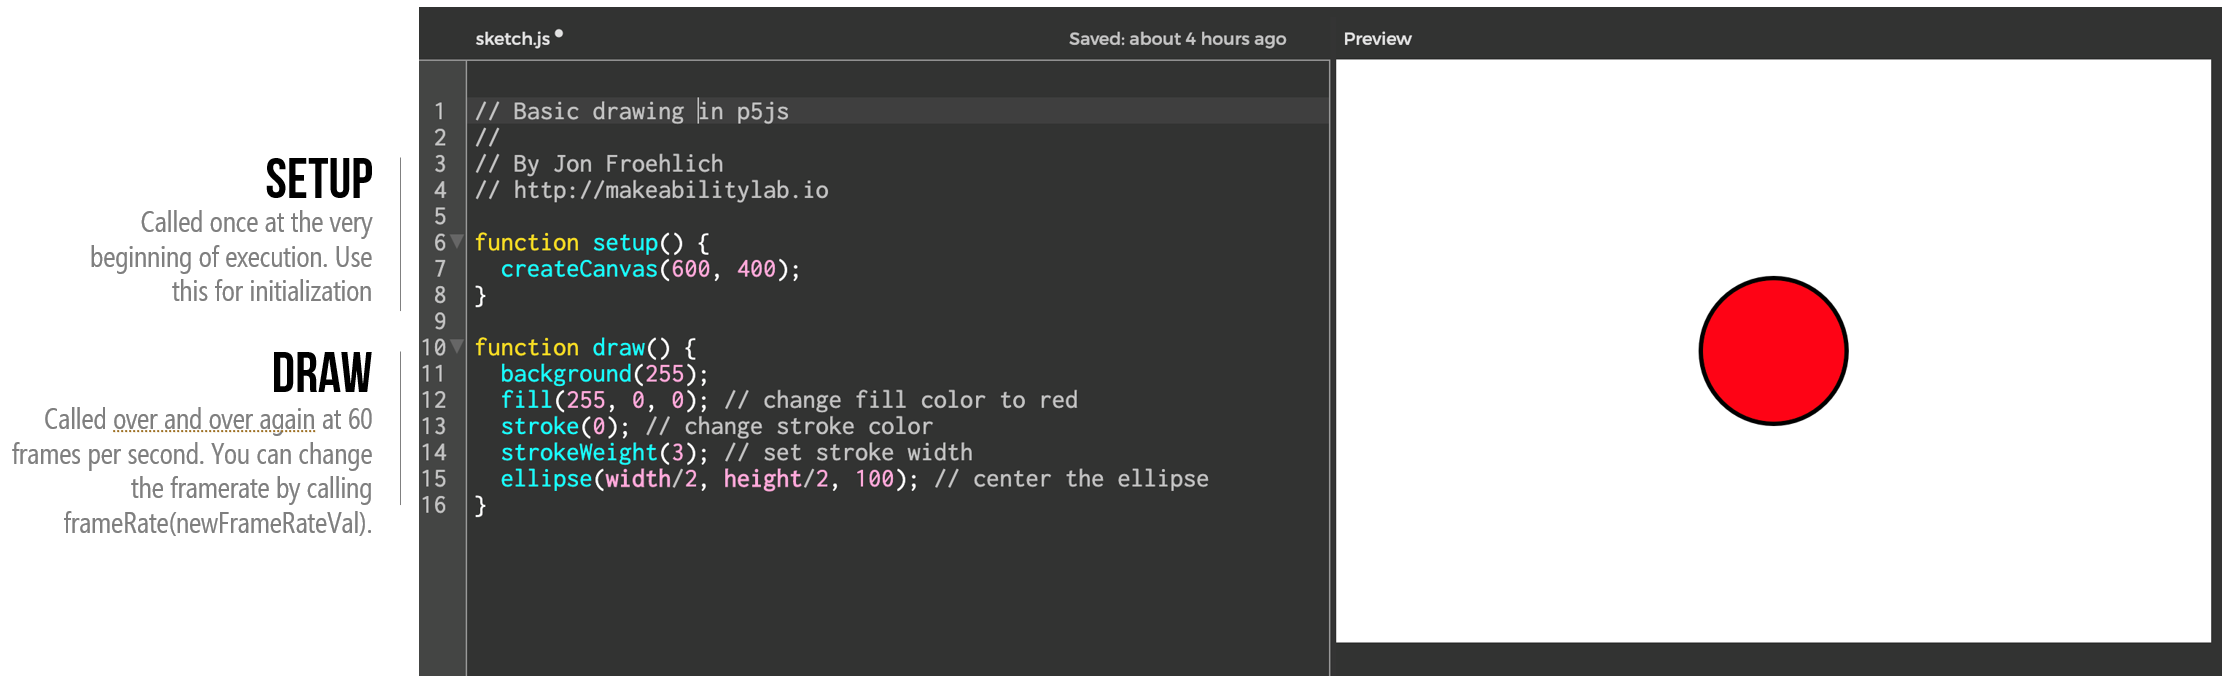 SETUP
Called once at the very
beginning of execution. Use
this for initialization
DRAW
Called over and over again at 60
frames per second. You can change
the framerate by calling
frameRate(newFrameRateVal).
sketch.js
Saved: about 4 hours ago
Preview
1 // Basic drawing in p5js
2 //
3 // By Jon Froehlich
4 // http://makeabilitylab.io
5
6 function setup() {
7   createCanvas(600, 400);
8 }
9
10 function draw() {
11   background(255);
12   fill(255, 0, 0); // change fill color to red
13   stroke(0); // change stroke color
14   strokeWeight(3); // set stroke width
15   ellipse(width/2, height/2, 100); // center the ellipse
16 }